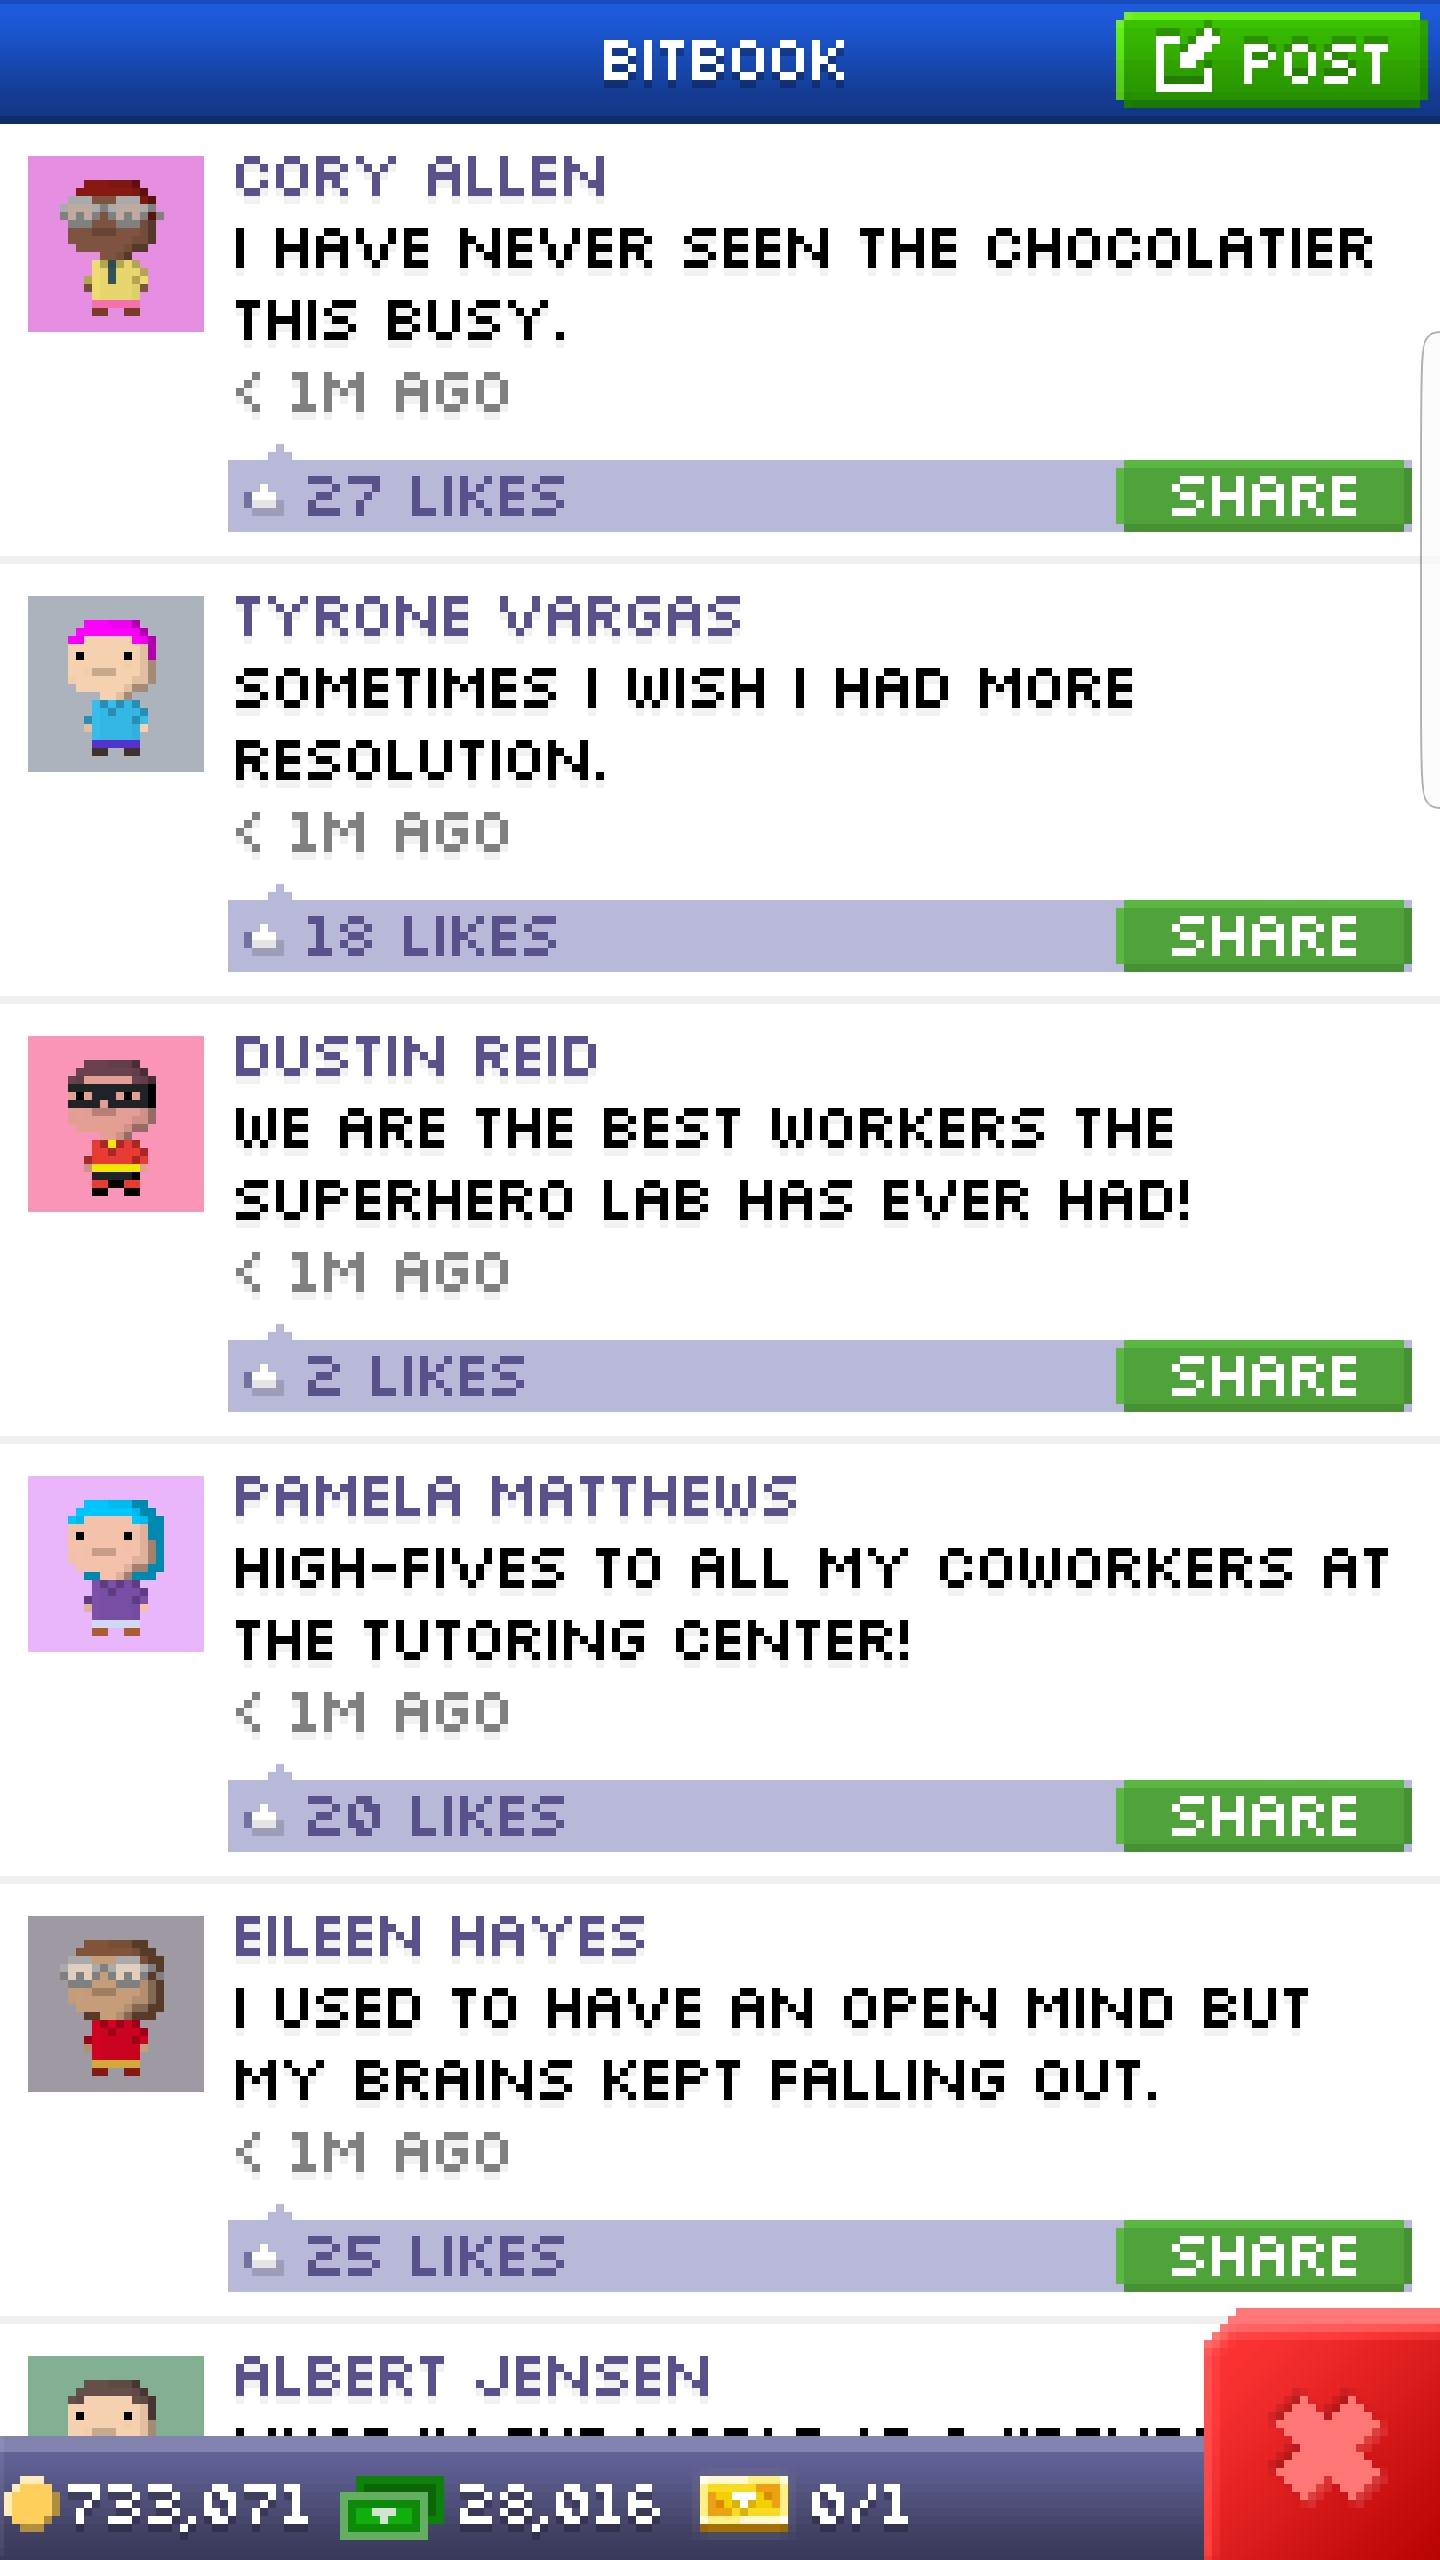 BITBOOK
POST
CORY ALLEN
I HAVE NEVER SEEN THE CHOCOLATIER
THIS BUSY.
< 1M AGO
27 LIKES
SHARE
TYRONE VARGAS
SOMETIMES I WISH I HAD MORE
RESOLUTION.
< 1M AGO
18 LIKES
SHARE
DUSTIN REID
WE ARE THE BEST WORKERS THE
SUPERHERO LAB HAS EVER HAD!
< 1M AGO
2 LIKES
SHARE
PAMELA MATTHEWS
HIGH-FIVES TO ALL MY COWORKERS AT
THE TUTORING CENTER!
< 1M AGO
20 LIKES
SHARE
EILEEN HAYES
I USED TO HAVE AN OPEN MIND BUT
MY BRAINS KEPT FALLING OUT.
< 1M AGO
25 LIKES
SHARE
ALBERT JENSEN
733,071 28,016 0/1